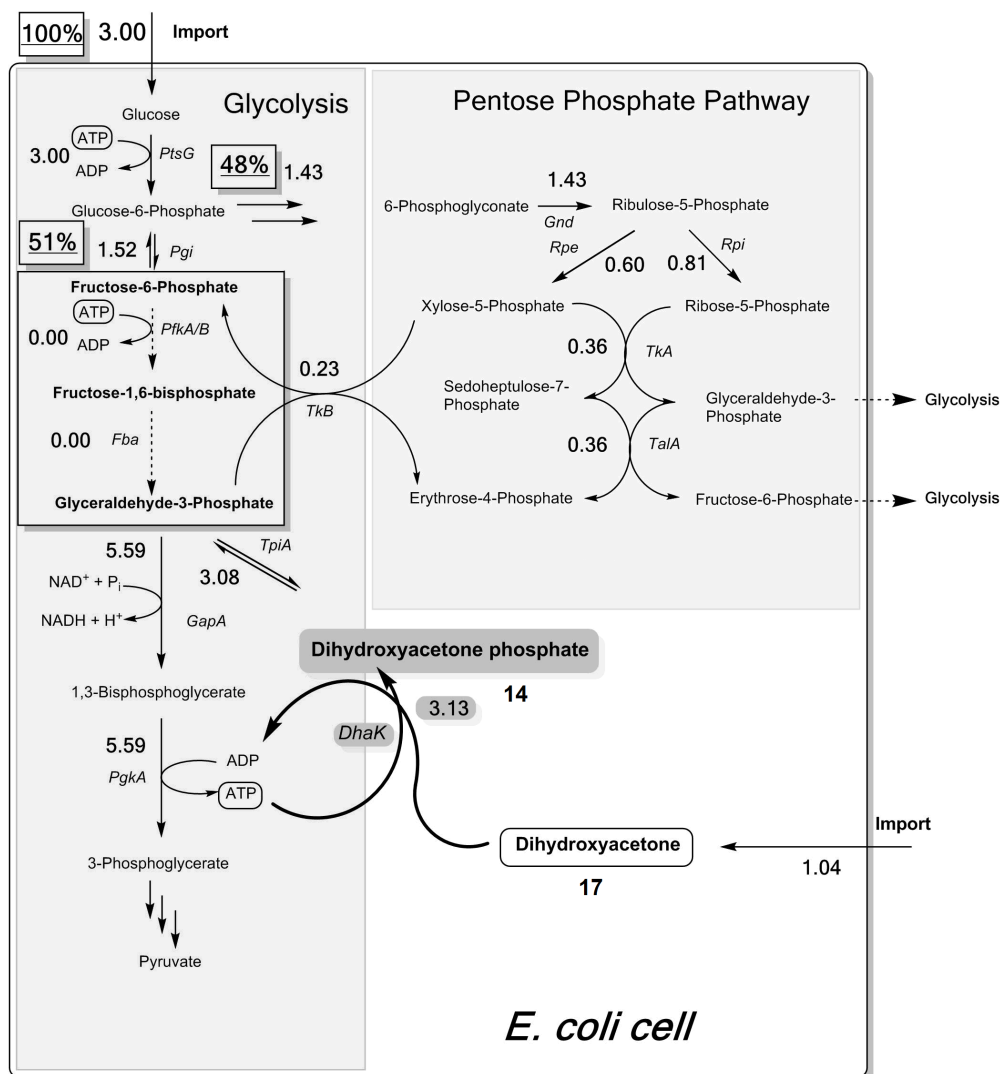 100% 3.00 Import
Glycolysis
Pentose Phosphate Pathway
Glucose
ATP
3.00
ADP
PtsG
48% 1.43
Glucose-6-Phosphate
51% 1.52 Pgi
Fructose-6-Phosphate
ATP
0.00
ADP
PfkA/B
Fructose-1,6-bisphosphate
0.00 Fba
Glyceraldehyde-3-Phosphate
0.23
TkB
5.59
TpiA
3.08
NAD+ + Pi
NADH + H+
GapA
1,3-Bisphosphoglycerate
5.59
PgkA
ADP
ATP
3-Phosphoglycerate
Pyruvate
1.43
6-Phosphoglyconate
Gnd
Ribulose-5-Phosphate
Rpe
0.60
0.81
Rpi
Xylose-5-Phosphate
Ribose-5-Phosphate
0.36
TkA
Sedoheptulose-7-
Phosphate
Glyceraldehyde-3-
Phosphate
Glycolysis
0.36
TalA
Erythrose-4-Phosphate
Fructose-6-Phosphate
Glycolysis
Dihydroxyacetone phosphate
14
3.13
DhaK
Dihydroxyacetone
17
Import
1.04
E. coli cell